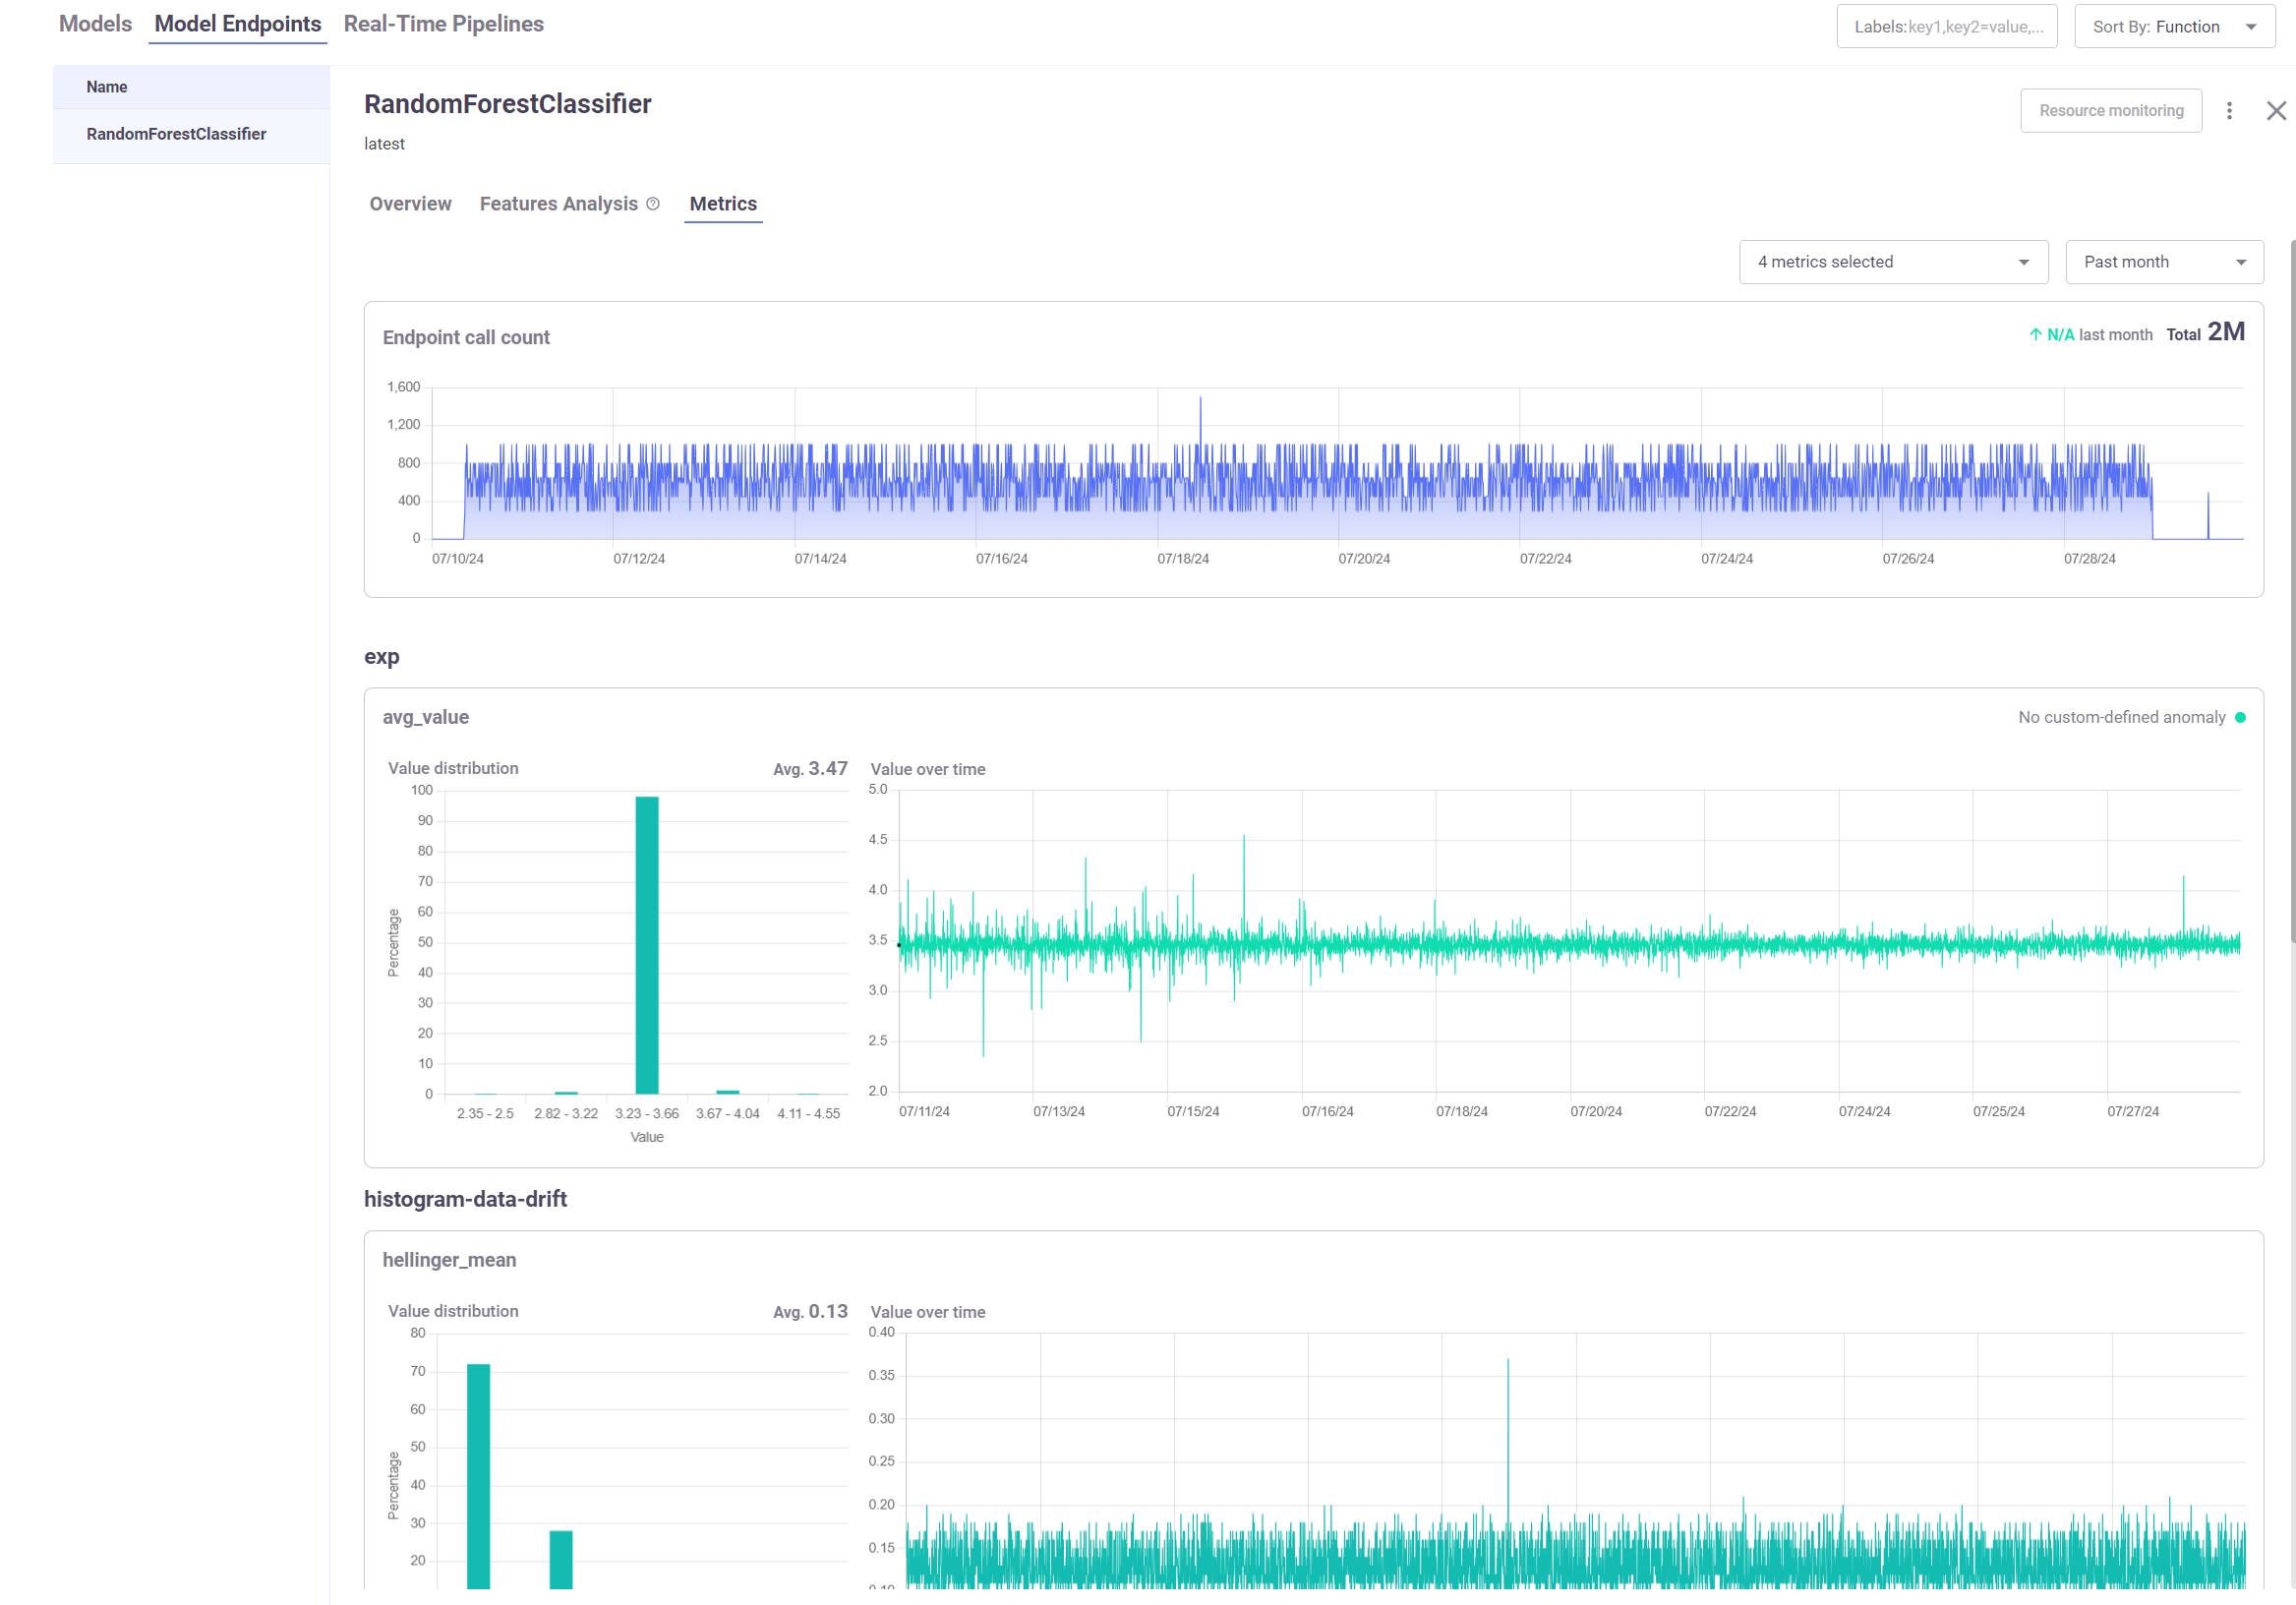 Models Model Endpoints Real-Time Pipelines Labels:key1,key2=value,... Sort By: Function
Name
RandomForestClassifier
RandomForestClassifier
latest
Resource monitoring
Overview Features Analysis Metrics
4 metrics selected Past month
Endpoint call count N/A last month Total 2M
1,600
1,200
800
400
0
07/10/24 07/12/24 07/14/24 07/16/24 07/18/24 07/20/24 07/22/24 07/24/24 07/26/24 07/28/24
exp
avg_value No custom-defined anomaly
Value distribution Avg. 3.47
100
90
80
70
60
50
40
30
20
10
0
Percentage
2.35 - 2.5 2.82 - 3.22 3.23 - 3.66 3.67 - 4.04 4.11 - 4.55
Value
Value over time
5.0
4.5
4.0
3.5
3.0
2.5
2.0
07/11/24 07/13/24 07/15/24 07/16/24 07/18/24 07/20/24 07/22/24 07/24/24 07/25/24 07/27/24
histogram-data-drift
hellinger_mean
Value distribution Avg. 0.13
80
70
60
50
40
30
20
Percentage
Value over time
0.40
0.35
0.30
0.25
0.20
0.15
0.10